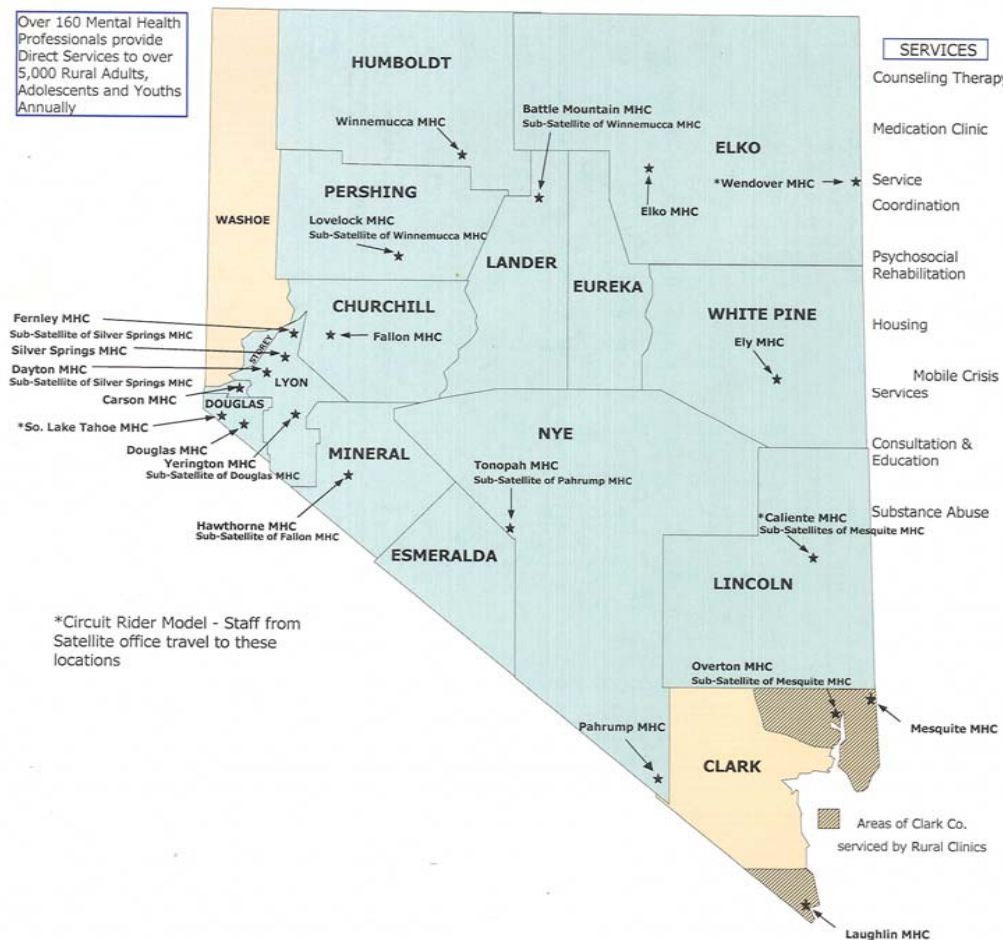 Over 160 Mental Health
Professionals provide
Direct Services to over
5,000 Rural Adults,
Adolescents and Youths
Annually
HUMBOLDT
Winnemucca MHC
Battle Mountain MHC
Sub-Satellite of Winnemucca MHC
ELKO
*Wendover MHC
Elko MHC
PERSHING
Lovelock MHC
Sub-Satellite of Winnemucca MHC
WASHOE
LANDER
EUREKA
CHURCHILL
Fallon MHC
WHITE PINE
Ely MHC
Fernley MHC
Sub-Satellite of Silver Springs MHC
Silver Springs MHC
Dayton MHC
Sub-Satellite of Silver Springs MHC
Carson MHC
STOREY
LYON
DOUGLAS
*So. Lake Tahoe MHC
Douglas MHC
Yerington MHC
Sub-Satellite of Douglas MHC
MINERAL
Hawthorne MHC
Sub-Satellite of Fallon MHC
NYE
Tonopah MHC
Sub-Satellite of Pahrump MHC
ESMERALDA
*Caliente MHC
Sub-Satellites of Mesquite MHC
LINCOLN
Overton MHC
Sub-Satellite of Mesquite MHC
Mesquite MHC
Pahrump MHC
CLARK
Areas of Clark Co.
serviced by Rural Clinics
Laughlin MHC
*Circuit Rider Model - Staff from
Satellite office travel to these
locations
SERVICES
Counseling Therapy
Medication Clinic
Service
Coordination
Psychosocial
Rehabilitation
Housing
Mobile Crisis
Services
Consultation &
Education
Substance Abuse